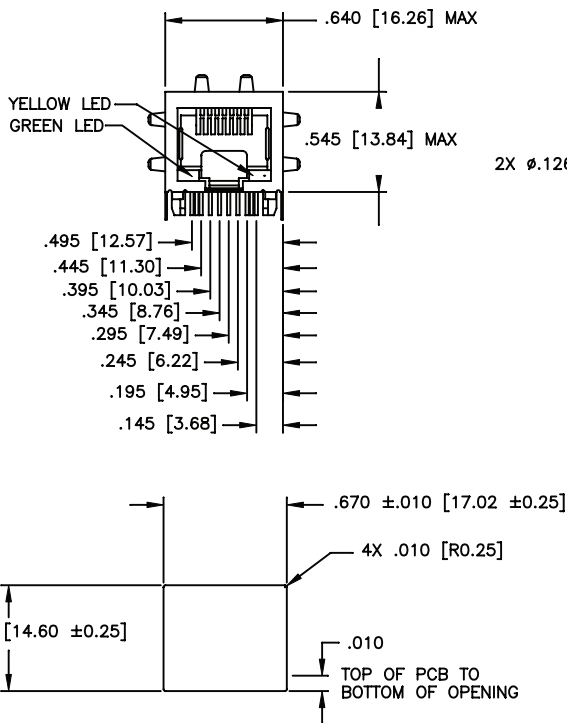 .640 [16.26] MAX
YELLOW LED
GREEN LED
.545 [13.84] MAX
2X ø.126
.495 [12.57]
.445 [11.30]
.395 [10.03]
.345 [8.76]
.295 [7.49]
.245 [6.22]
.195 [4.95]
.145 [3.68]
.670 ±.010 [17.02 ±0.25]
4X .010 [R0.25]
[14.60 ±0.25]
.010
TOP OF PCB TO
BOTTOM OF OPENING